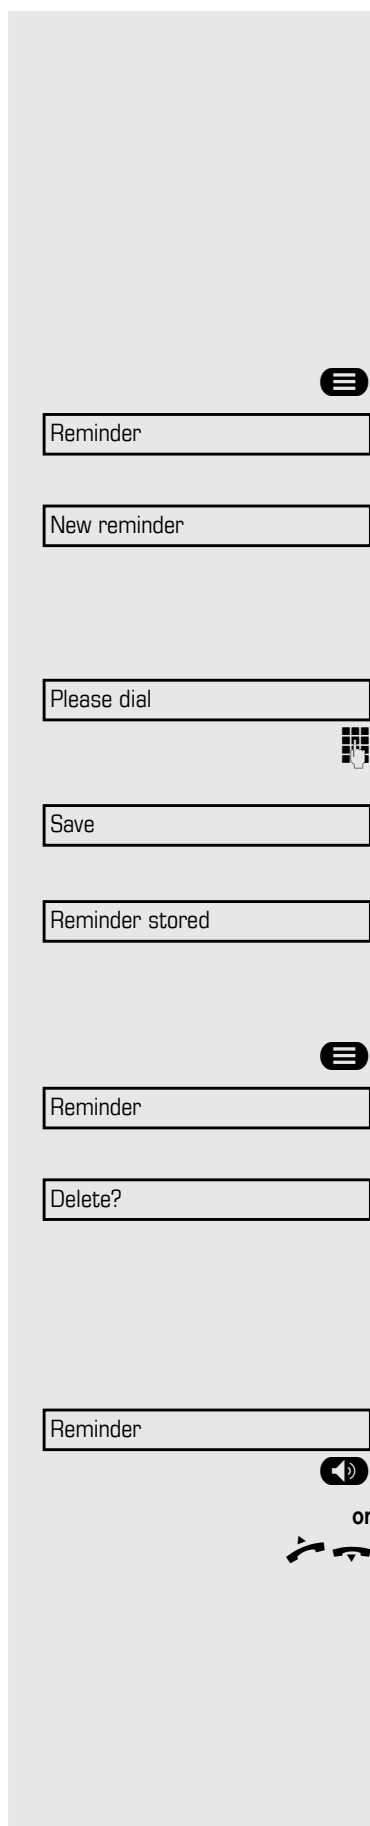 Reminder
New reminder
Please dial
Save
Reminder stored
Reminder
Delete?
Reminder
or